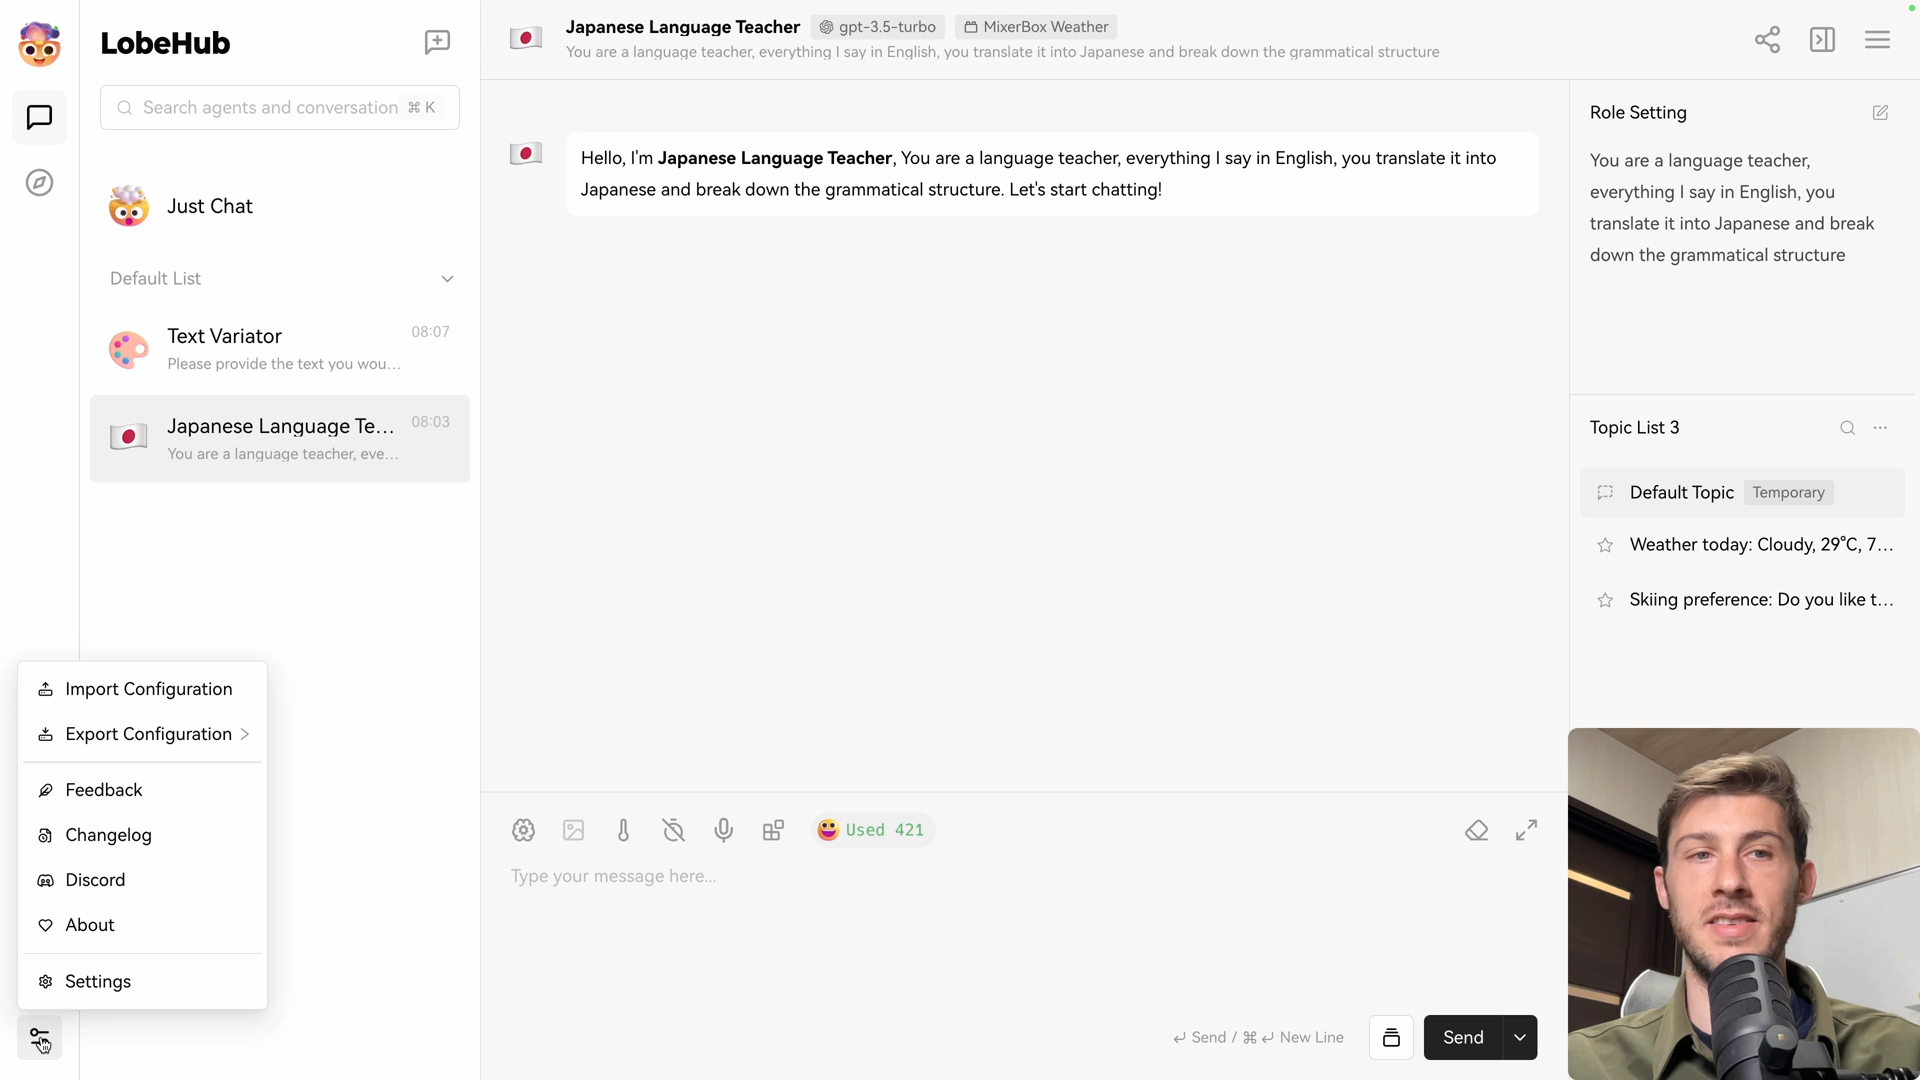 LobeHub
Search agents and conversation ⌘ K
Just Chat
Default List
Text Variator 08:07
Please provide the text you wou...
Japanese Language Te... 08:03
You are a language teacher, eve...
Import Configuration
Export Configuration
Feedback
Changelog
Discord
About
Settings
Japanese Language Teacher gpt-3.5-turbo MixerBox Weather
You are a language teacher, everything I say in English, you translate it into Japanese and break down the grammatical structure
Hello, I'm Japanese Language Teacher, You are a language teacher, everything I say in English, you translate it into
Japanese and break down the grammatical structure. Let's start chatting!
Used 421
Type your message here...
↵ Send / ⌘ ↵ New Line
Send
Role Setting
You are a language teacher,
everything I say in English, you
translate it into Japanese and break
down the grammatical structure
Topic List 3
Default Topic Temporary
Weather today: Cloudy, 29°C, 7...
Skiing preference: Do you like t...